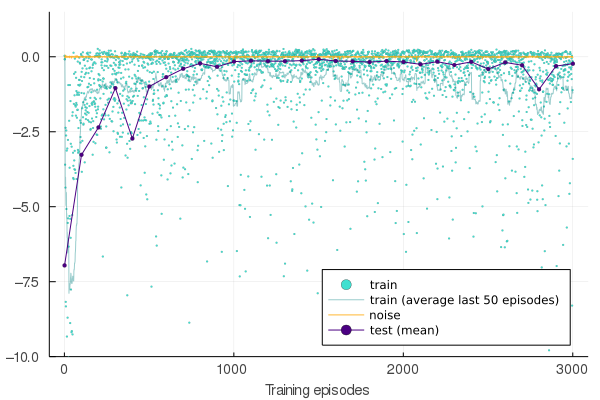 0.0
−2.5
−5.0
−7.5
−10.0
0 1000 2000 3000
Training episodes
train
train (average last 50 episodes)
noise
test (mean)